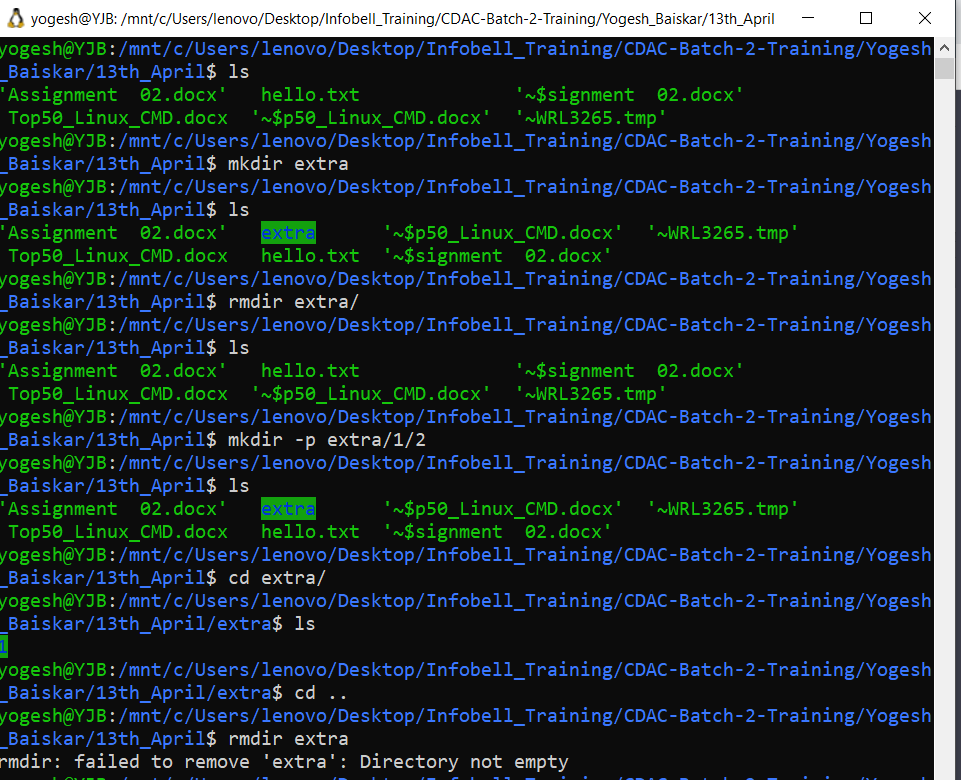 yogesh@YJB: /mnt/c/Users/lenovo/Desktop/Infobell_Training/CDAC-Batch-2-Training/Yogesh_Baiskar/13th_April
yogesh@YJB:/mnt/c/Users/lenovo/Desktop/Infobell_Training/CDAC-Batch-2-Training/Yogesh
_Baiskar/13th_April$ ls
'Assignment  02.docx'   hello.txt                   '~$signment  02.docx'
 Top50_Linux_CMD.docx  '~$p50_Linux_CMD.docx'   '~WRL3265.tmp'
yogesh@YJB:/mnt/c/Users/lenovo/Desktop/Infobell_Training/CDAC-Batch-2-Training/Yogesh
_Baiskar/13th_April$ mkdir extra
yogesh@YJB:/mnt/c/Users/lenovo/Desktop/Infobell_Training/CDAC-Batch-2-Training/Yogesh
_Baiskar/13th_April$ ls
'Assignment  02.docx'   extra      '~$p50_Linux_CMD.docx'  '~WRL3265.tmp'
 Top50_Linux_CMD.docx   hello.txt  '~$signment  02.docx'
yogesh@YJB:/mnt/c/Users/lenovo/Desktop/Infobell_Training/CDAC-Batch-2-Training/Yogesh
_Baiskar/13th_April$ rmdir extra/
yogesh@YJB:/mnt/c/Users/lenovo/Desktop/Infobell_Training/CDAC-Batch-2-Training/Yogesh
_Baiskar/13th_April$ ls
'Assignment  02.docx'   hello.txt                   '~$signment  02.docx'
 Top50_Linux_CMD.docx  '~$p50_Linux_CMD.docx'   '~WRL3265.tmp'
yogesh@YJB:/mnt/c/Users/lenovo/Desktop/Infobell_Training/CDAC-Batch-2-Training/Yogesh
_Baiskar/13th_April$ mkdir -p extra/1/2
yogesh@YJB:/mnt/c/Users/lenovo/Desktop/Infobell_Training/CDAC-Batch-2-Training/Yogesh
_Baiskar/13th_April$ ls
'Assignment  02.docx'   extra      '~$p50_Linux_CMD.docx'  '~WRL3265.tmp'
 Top50_Linux_CMD.docx   hello.txt  '~$signment  02.docx'
yogesh@YJB:/mnt/c/Users/lenovo/Desktop/Infobell_Training/CDAC-Batch-2-Training/Yogesh
_Baiskar/13th_April$ cd extra/
yogesh@YJB:/mnt/c/Users/lenovo/Desktop/Infobell_Training/CDAC-Batch-2-Training/Yogesh
_Baiskar/13th_April/extra$ ls
1
yogesh@YJB:/mnt/c/Users/lenovo/Desktop/Infobell_Training/CDAC-Batch-2-Training/Yogesh
_Baiskar/13th_April/extra$ cd ..
yogesh@YJB:/mnt/c/Users/lenovo/Desktop/Infobell_Training/CDAC-Batch-2-Training/Yogesh
_Baiskar/13th_April$ rmdir extra
rmdir: failed to remove 'extra': Directory not empty